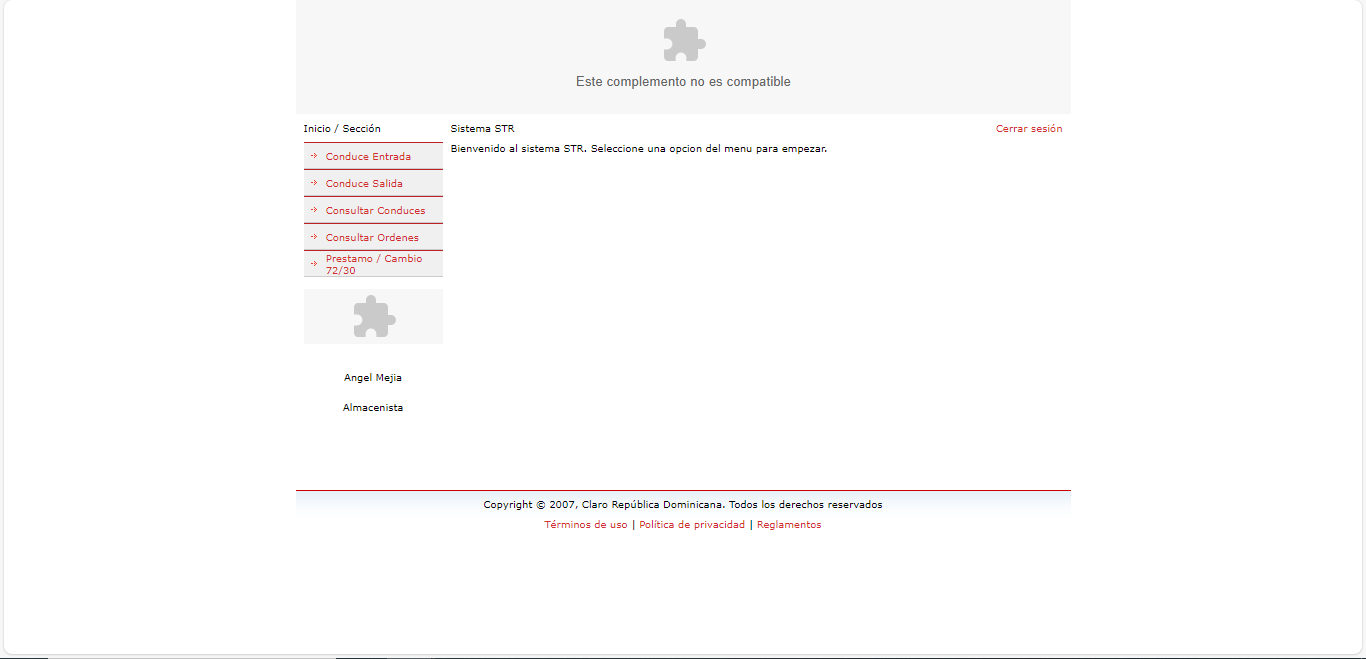 Este complemento no es compatible
Inicio / Sección
Conduce Entrada
Conduce Salida
Consultar Conduces
Consultar Ordenes
Prestamo / Cambio
72/30
Angel Mejia
Almacenista
Sistema STR
Cerrar sesión
Bienvenido al sistema STR. Seleccione una opcion del menu para empezar.
Copyright © 2007, Claro República Dominicana. Todos los derechos reservados
Términos de uso | Política de privacidad | Reglamentos